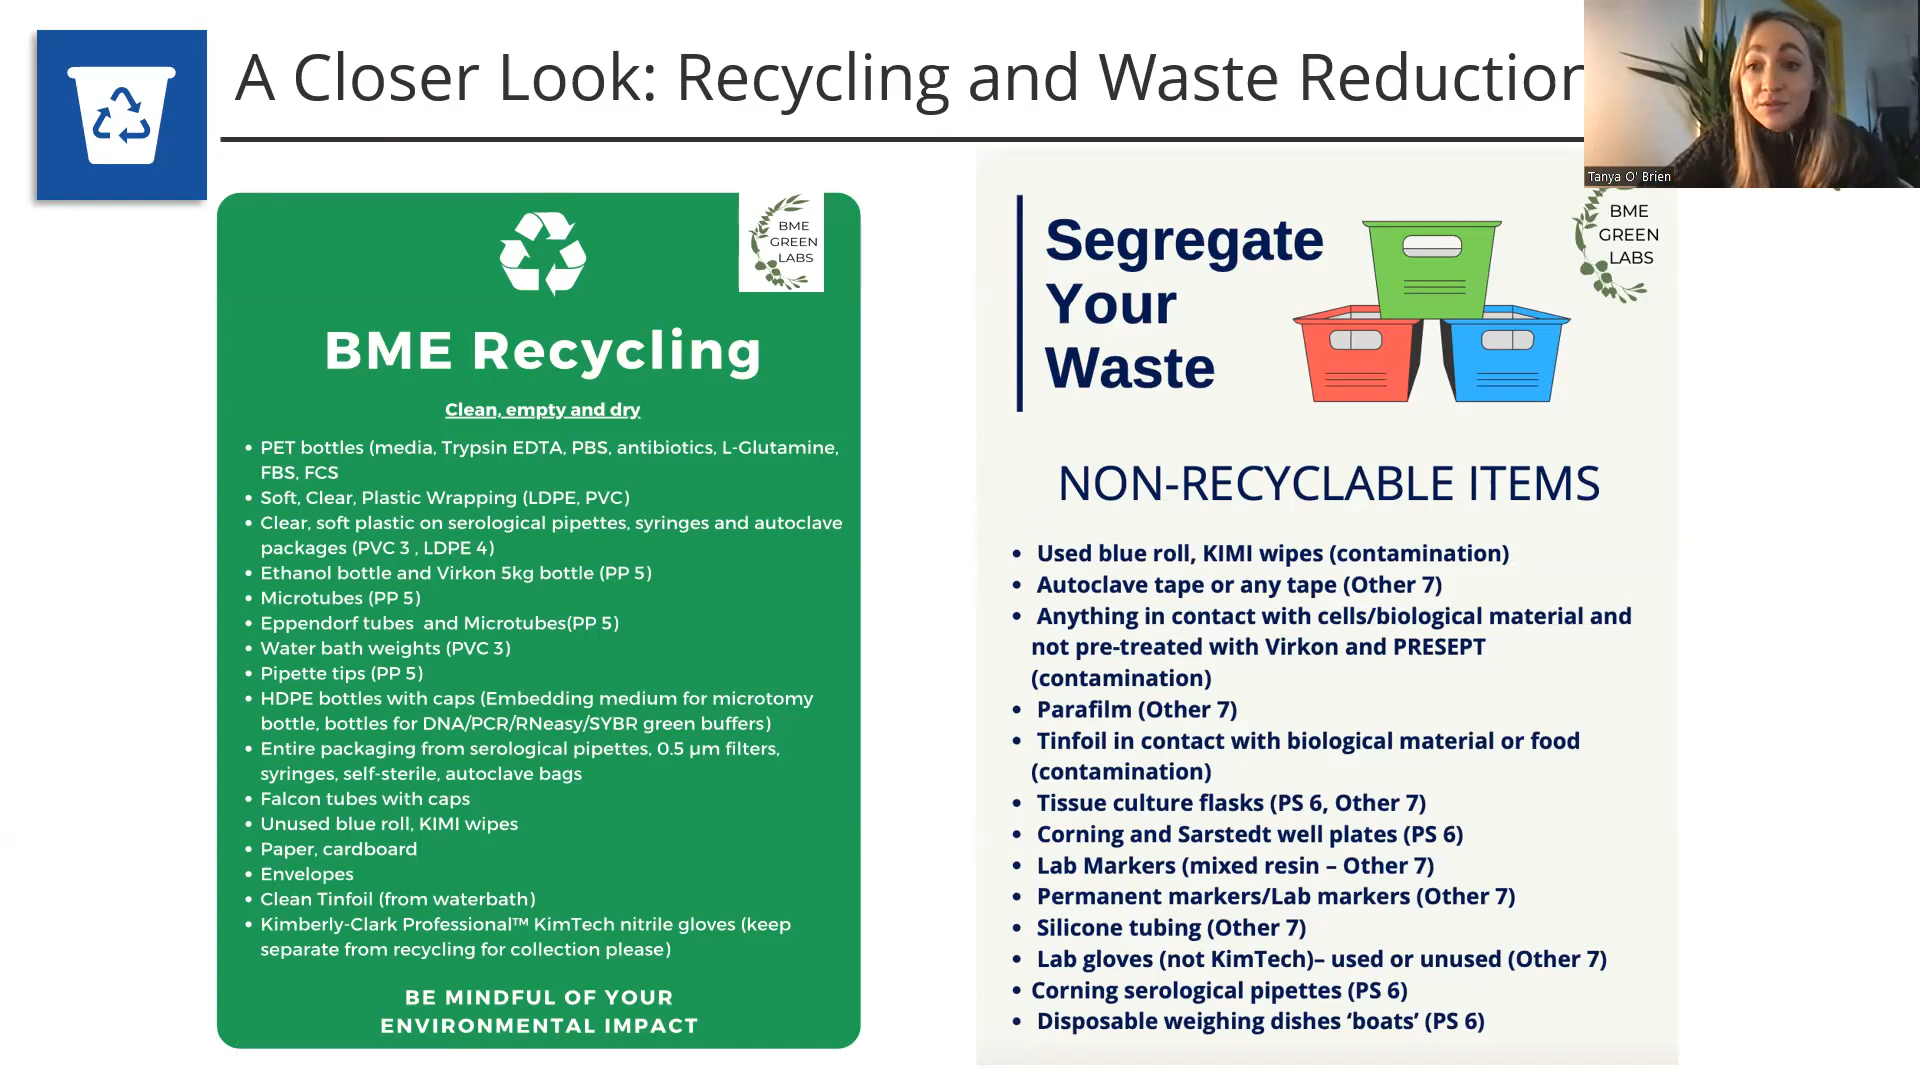 A Closer Look: Recycling and Waste Reduction
Tanya O' Brien
BME
GREEN
LABS
BME Recycling
Clean, empty and dry
• PET bottles (media, Trypsin EDTA, PBS, antibiotics, L-Glutamine,
FBS, FCS
• Soft, Clear, Plastic Wrapping (LDPE, PVC)
• Clear, soft plastic on serological pipettes, syringes and autoclave
packages (PVC 3 , LDPE 4)
• Ethanol bottle and Virkon 5kg bottle (PP 5)
• Microtubes (PP 5)
• Eppendorf tubes and Microtubes(PP 5)
• Water bath weights (PVC 3)
• Pipette tips (PP 5)
• HDPE bottles with caps (Embedding medium for microtomy
bottle, bottles for DNA/PCR/RNeasy/SYBR green buffers)
• Entire packaging from serological pipettes, 0.5 µm filters,
syringes, self-sterile, autoclave bags
• Falcon tubes with caps
• Unused blue roll, KIMI wipes
• Paper, cardboard
• Envelopes
• Clean Tinfoil (from waterbath)
• Kimberly-Clark Professional™ KimTech nitrile gloves (keep
separate from recycling for collection please)
BE MINDFUL OF YOUR
ENVIRONMENTAL IMPACT
Segregate
Your
Waste
BME
GREEN
LABS
NON-RECYCLABLE ITEMS
• Used blue roll, KIMI wipes (contamination)
• Autoclave tape or any tape (Other 7)
• Anything in contact with cells/biological material and
not pre-treated with Virkon and PRESEPT
(contamination)
• Parafilm (Other 7)
• Tinfoil in contact with biological material or food
(contamination)
• Tissue culture flasks (PS 6, Other 7)
• Corning and Sarstedt well plates (PS 6)
• Lab Markers (mixed resin – Other 7)
• Permanent markers/Lab markers (Other 7)
• Silicone tubing (Other 7)
• Lab gloves (not KimTech)– used or unused (Other 7)
• Corning serological pipettes (PS 6)
• Disposable weighing dishes ‘boats’ (PS 6)